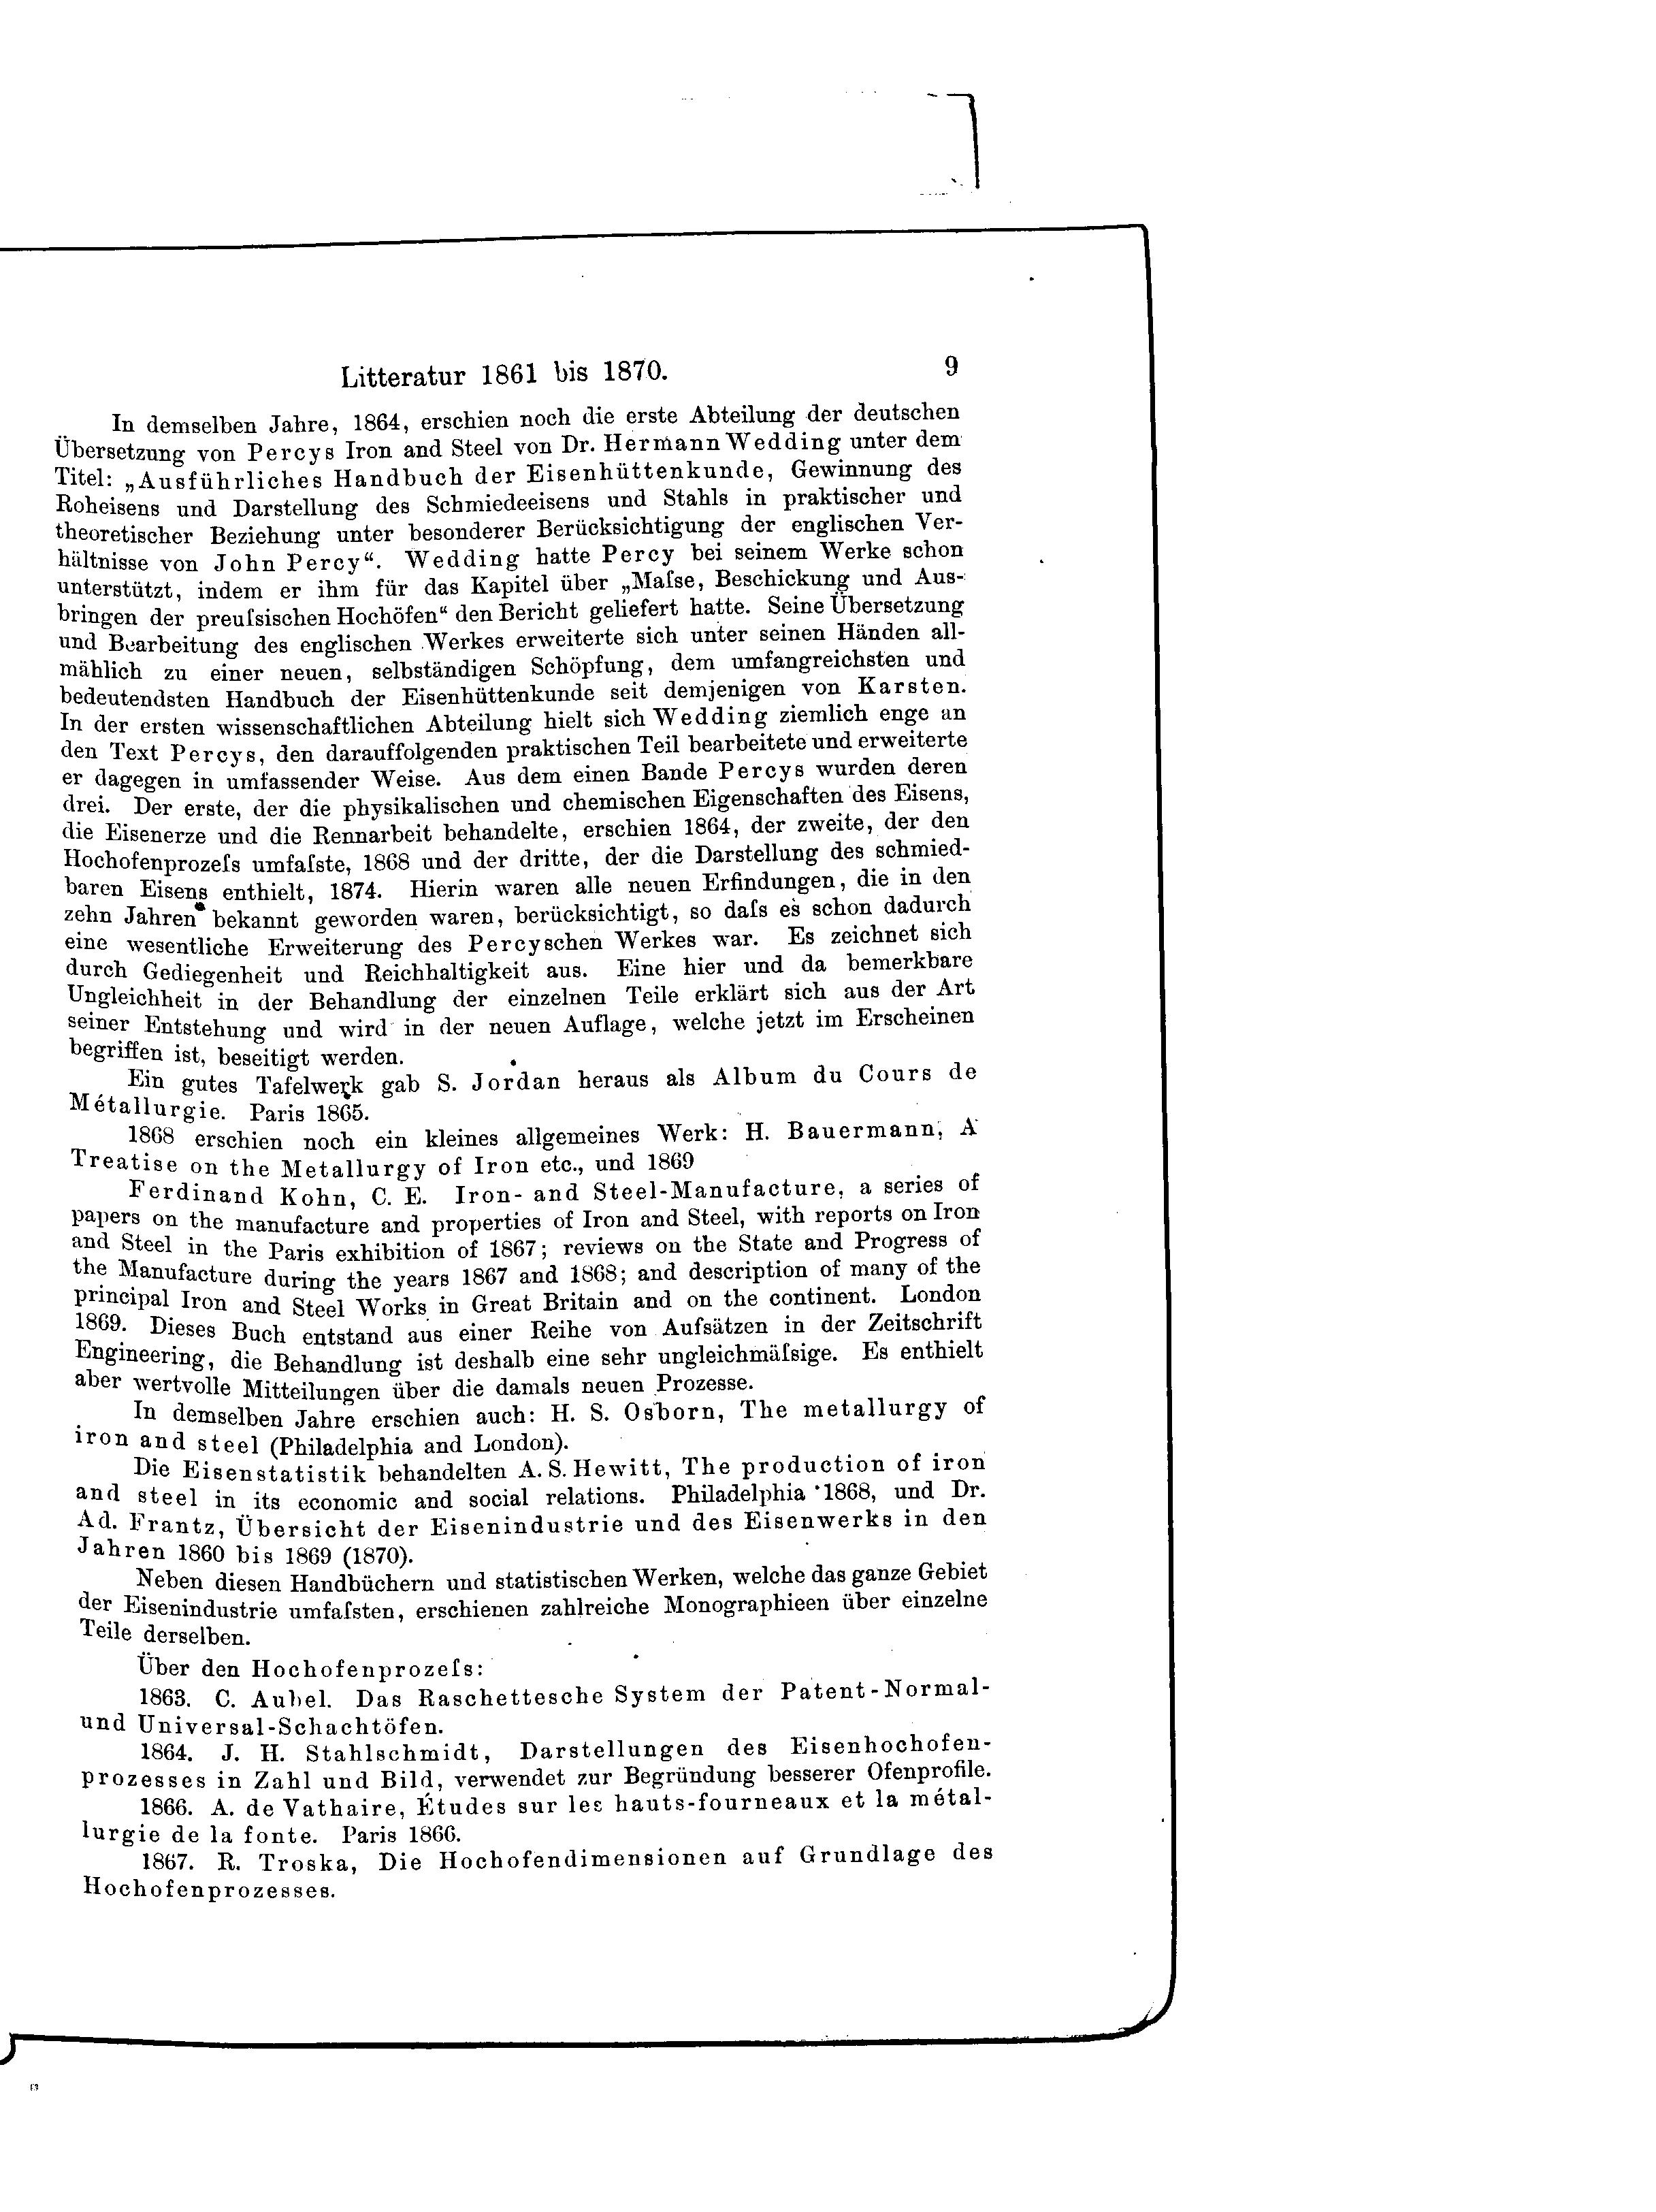 Litteratur 1861 bis 1870. 9
In demselben Jahre, 1864, erschien noch die erste Abteilung der deutschen
Übersetzung von Percys Iron and Steel von Dr. Hermann Wedding unter dem
Titel: „Ausführliches Handbuch der Eisenhüttenkunde, Gewinnung des
Roheisens und Darstellung des Schmiedeeisens und Stahls in praktischer und
theoretischer Beziehung unter besonderer Berücksichtigung der englischen Ver-
hältnisse von John Percy“. Wedding hatte Percy bei seinem Werke schon
unterstützt, indem er ihm für das Kapitel über „Maſse, Beschickung und Aus-
bringen der preuſsischen Hochöfen“ den Bericht geliefert hatte. Seine Übersetzung
und Bearbeitung des englischen Werkes erweiterte sich unter seinen Händen all-
mählich zu einer neuen, selbständigen Schöpfung, dem umfangreichsten und
bedeutendsten Handbuch der Eisenhüttenkunde seit demjenigen von Karsten.
In der ersten wissenschaftlichen Abteilung hielt sich Wedding ziemlich enge an
den Text Percys, den darauffolgenden praktischen Teil bearbeitete und erweiterte
er dagegen in umfassender Weise. Aus dem einen Bande Percys wurden deren
drei. Der erste, der die physikalischen und chemischen Eigenschaften des Eisens,
die Eisenerze und die Rennarbeit behandelte, erschien 1864, der zweite, der den
Hochofenprozeſs umfaſste, 1868 und der dritte, der die Darstellung des schmied-
baren Eisens enthielt, 1874. Hierin waren alle neuen Erfindungen, die in den
zehn Jahren bekannt geworden waren, berücksichtigt, so daſs es schon dadurch
eine wesentliche Erweiterung des Percyschen Werkes war. Es zeichnet sich
durch Gediegenheit und Reichhaltigkeit aus. Eine hier und da bemerkbare
Ungleichheit in der Behandlung der einzelnen Teile erklärt sich aus der Art
seiner Entstehung und wird in der neuen Auflage, welche jetzt im Erscheinen
begriffen ist, beseitigt werden.
Ein gutes Tafelwerk gab S. Jordan heraus als Album du Cours de
Métallurgie. Paris 1865.
1868 erschien noch ein kleines allgemeines Werk: H. Bauermann, A
Treatise on the Metallurgy of Iron etc., und 1869
Ferdinand Kohn, C. E. Iron- and Steel-Manufacture, a series of
papers on the manufacture and properties of Iron and Steel, with reports on Iron
and Steel in the Paris exhibition of 1867; reviews on the State and Progress of
the Manufacture during the years 1867 and 1868; and description of many of the
principal Iron and Steel Works in Great Britain and on the continent. London
1869. Dieses Buch entstand aus einer Reihe von Aufsätzen in der Zeitschrift
Engineering, die Behandlung ist deshalb eine sehr ungleichmäſsige. Es enthielt
aber wertvolle Mitteilungen über die damals neuen Prozesse.
In demselben Jahre erschien auch: H. S. Osborn, The metallurgy of
iron and steel (Philadelphia and London).
Die Eisenstatistik behandelten A. S. Hewitt, The production of iron
and steel in its economic and social relations. Philadelphia 1868, und Dr.
Ad. Frantz, Übersicht der Eisenindustrie und des Eisenwerks in den
Jahren 1860 bis 1869 (1870).
Neben diesen Handbüchern und statistischen Werken, welche das ganze Gebiet
der Eisenindustrie umfaſsten, erschienen zahlreiche Monographieen über einzelne
Teile derselben.
Über den Hochofenprozeſs:
1863. C. Aubel. Das Raschettesche System der Patent-Normal-
und Universal-Schachtöfen.
1864. J. H. Stahlschmidt, Darstellungen des Eisenhochofen-
prozesses in Zahl und Bild, verwendet zur Begründung besserer Ofenprofile.
1866. A. de Vathaire, Études sur les hauts-fourneaux et la métal-
lurgie de la fonte. Paris 1866.
1867. R. Troska, Die Hochofendimensionen auf Grundlage des
Hochofenprozesses.